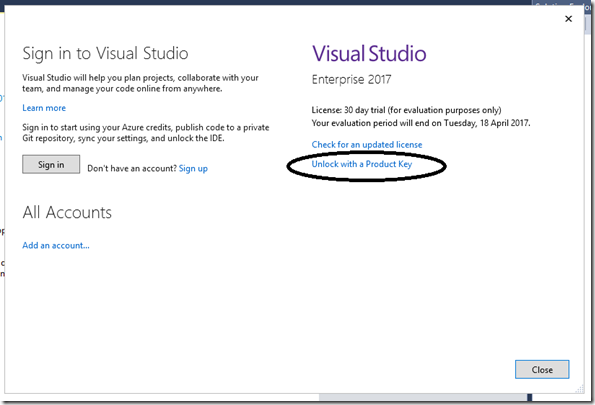 Sign in to Visual Studio
Visual Studio will help you plan projects, collaborate with your
team, and manage your code online from anywhere.
Learn more
Sign in to start using your Azure credits, publish code to a private
Git repository, sync your settings, and unlock the IDE.
Sign in
Don't have an account? Sign up
All Accounts
Add an account...
Visual Studio
Enterprise 2017
License: 30 day trial (for evaluation purposes only)
Your evaluation period will end on Tuesday, 18 April 2017.
Check for an updated license
Unlock with a Product Key
Close